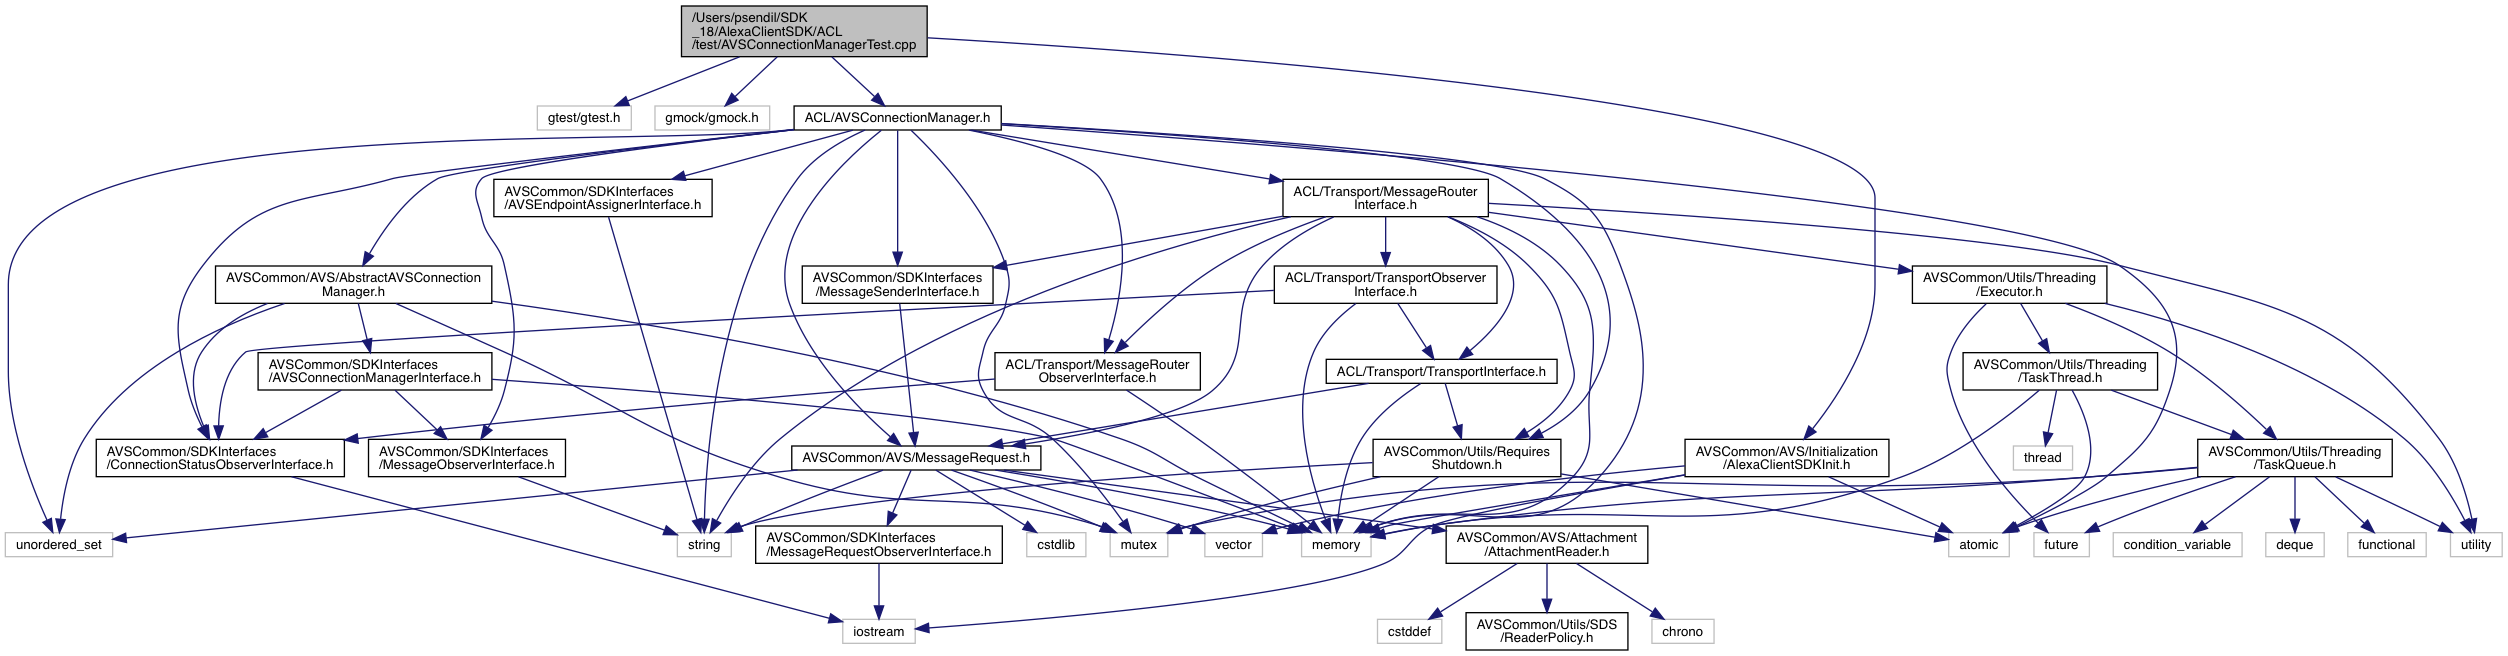 /Users/psendil/SDK
_18/AlexaClientSDK/ACL
/test/AVSConnectionManagerTest.cpp
gtest/gtest.h
gmock/gmock.h
ACL/AVSConnectionManager.h
AVSCommon/SDKInterfaces
/AVSEndpointAssignerInterface.h
ACL/Transport/MessageRouter
Interface.h
AVSCommon/AVS/AbstractAVSConnection
Manager.h
AVSCommon/SDKInterfaces
/MessageSenderInterface.h
ACL/Transport/TransportObserver
Interface.h
AVSCommon/Utils/Threading
/Executor.h
AVSCommon/SDKInterfaces
/AVSConnectionManagerInterface.h
ACL/Transport/MessageRouter
ObserverInterface.h
ACL/Transport/TransportInterface.h
AVSCommon/Utils/Threading
/TaskThread.h
AVSCommon/SDKInterfaces
/ConnectionStatusObserverInterface.h
AVSCommon/SDKInterfaces
/MessageObserverInterface.h
AVSCommon/AVS/MessageRequest.h
AVSCommon/Utils/Requires
Shutdown.h
AVSCommon/AVS/Initialization
/AlexaClientSDKInit.h
thread
AVSCommon/Utils/Threading
/TaskQueue.h
unordered_set
string
AVSCommon/SDKInterfaces
/MessageRequestObserverInterface.h
cstdlib
mutex
vector
memory
AVSCommon/AVS/Attachment
/AttachmentReader.h
atomic
future
condition_variable
deque
functional
utility
iostream
cstddef
AVSCommon/Utils/SDS
/ReaderPolicy.h
chrono